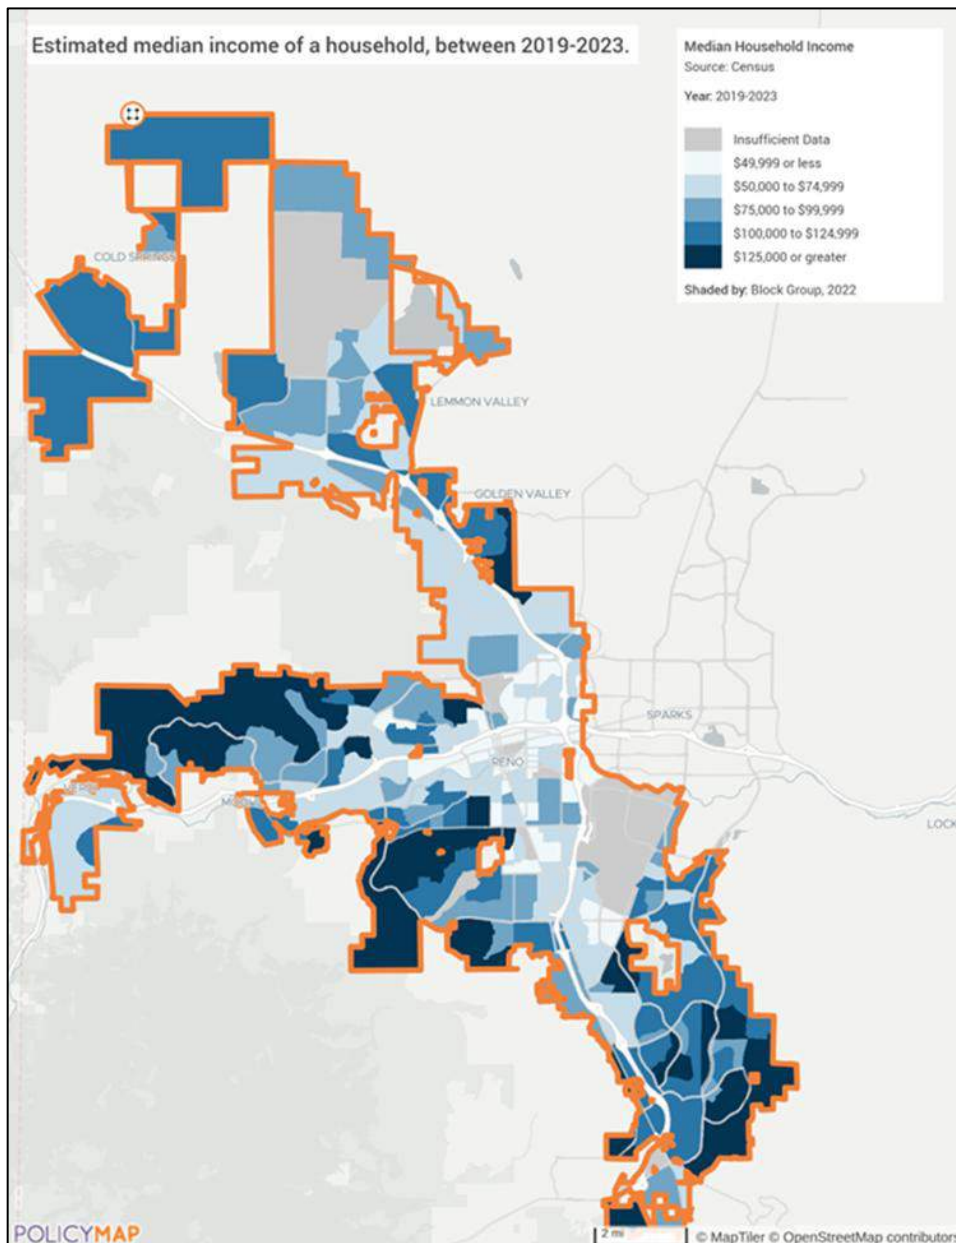 Estimated median income of a household, between 2019-2023.
Median Household Income
Source: Census
Year: 2019-2023
Insufficient Data
$49,999 or less
$50,000 to $74,999
$75,000 to $99,999
$100,000 to $124,999
$125,000 or greater
Shaded by: Block Group, 2022
COLD SPRINGS
LEMMON VALLEY
GOLDEN VALLEY
SPARKS
RENO
LOCK
POLICYMAP
2 mi
© MapTiler © OpenStreetMap contributors